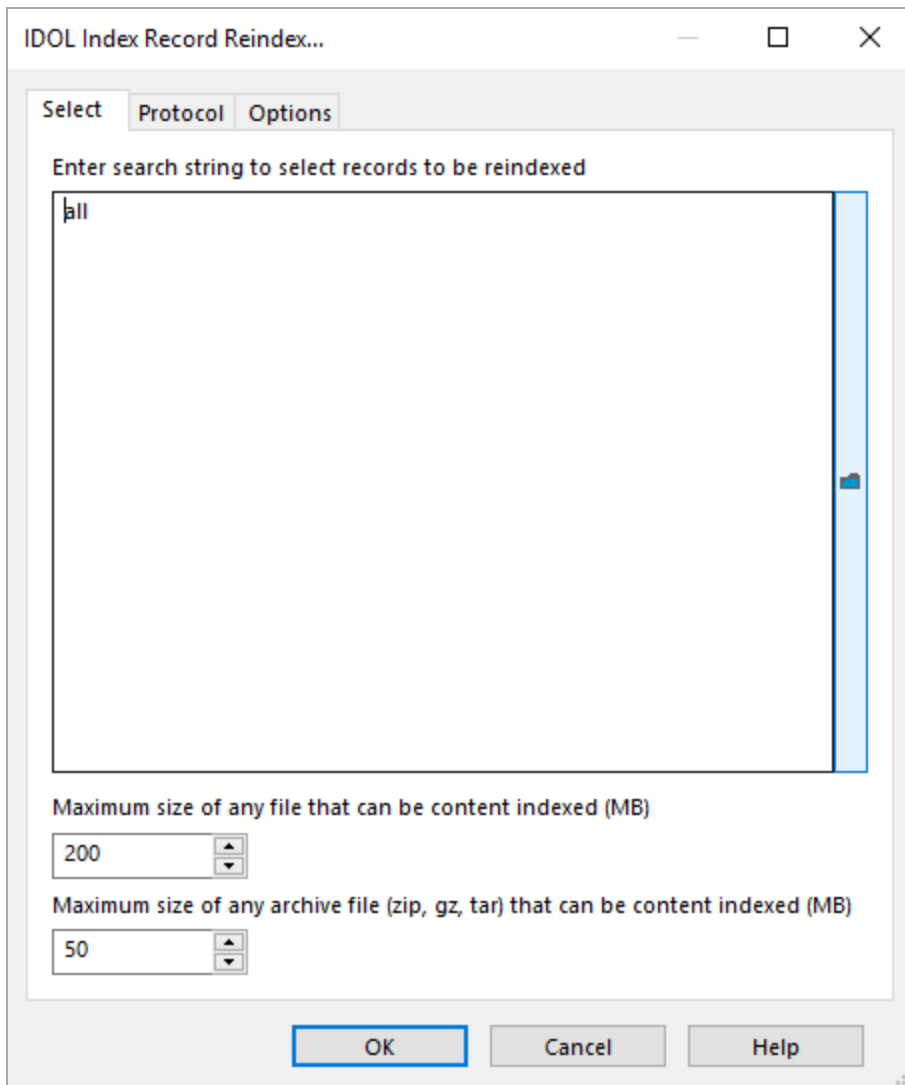 IDOL Index Record Reindex...
Select Protocol Options
Enter search string to select records to be reindexed
all
Maximum size of any file that can be content indexed (MB)
200
Maximum size of any archive file (zip, gz, tar) that can be content indexed (MB)
50
OK Cancel Help